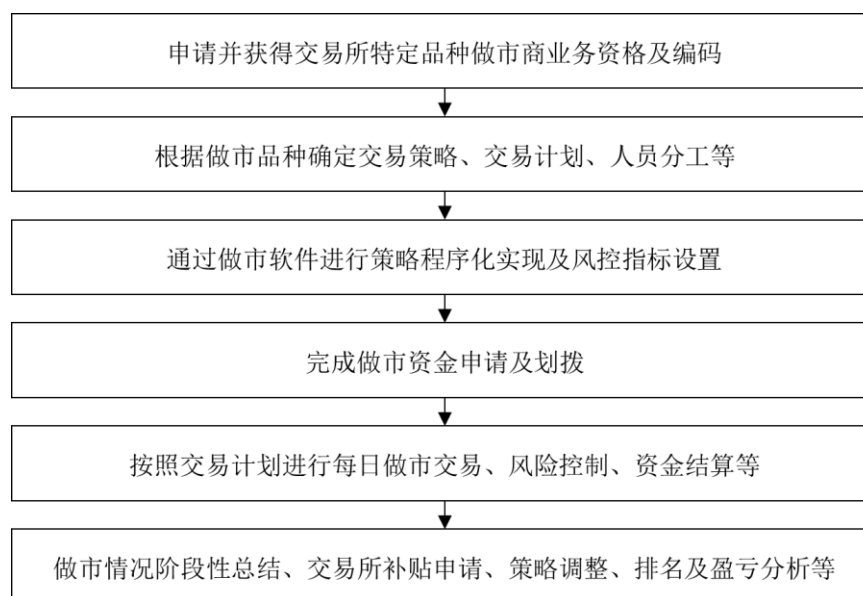 申请并获得交易所特定品种做市商业务资格及编码
根据做市品种确定交易策略、交易计划、人员分工等
通过做市软件进行策略程序化实现及风控指标设置
完成做市资金申请及划拨
按照交易计划进行每日做市交易、风险控制、资金结算等
做市情况阶段性总结、交易所补贴申请、策略调整、排名及盈亏分析等